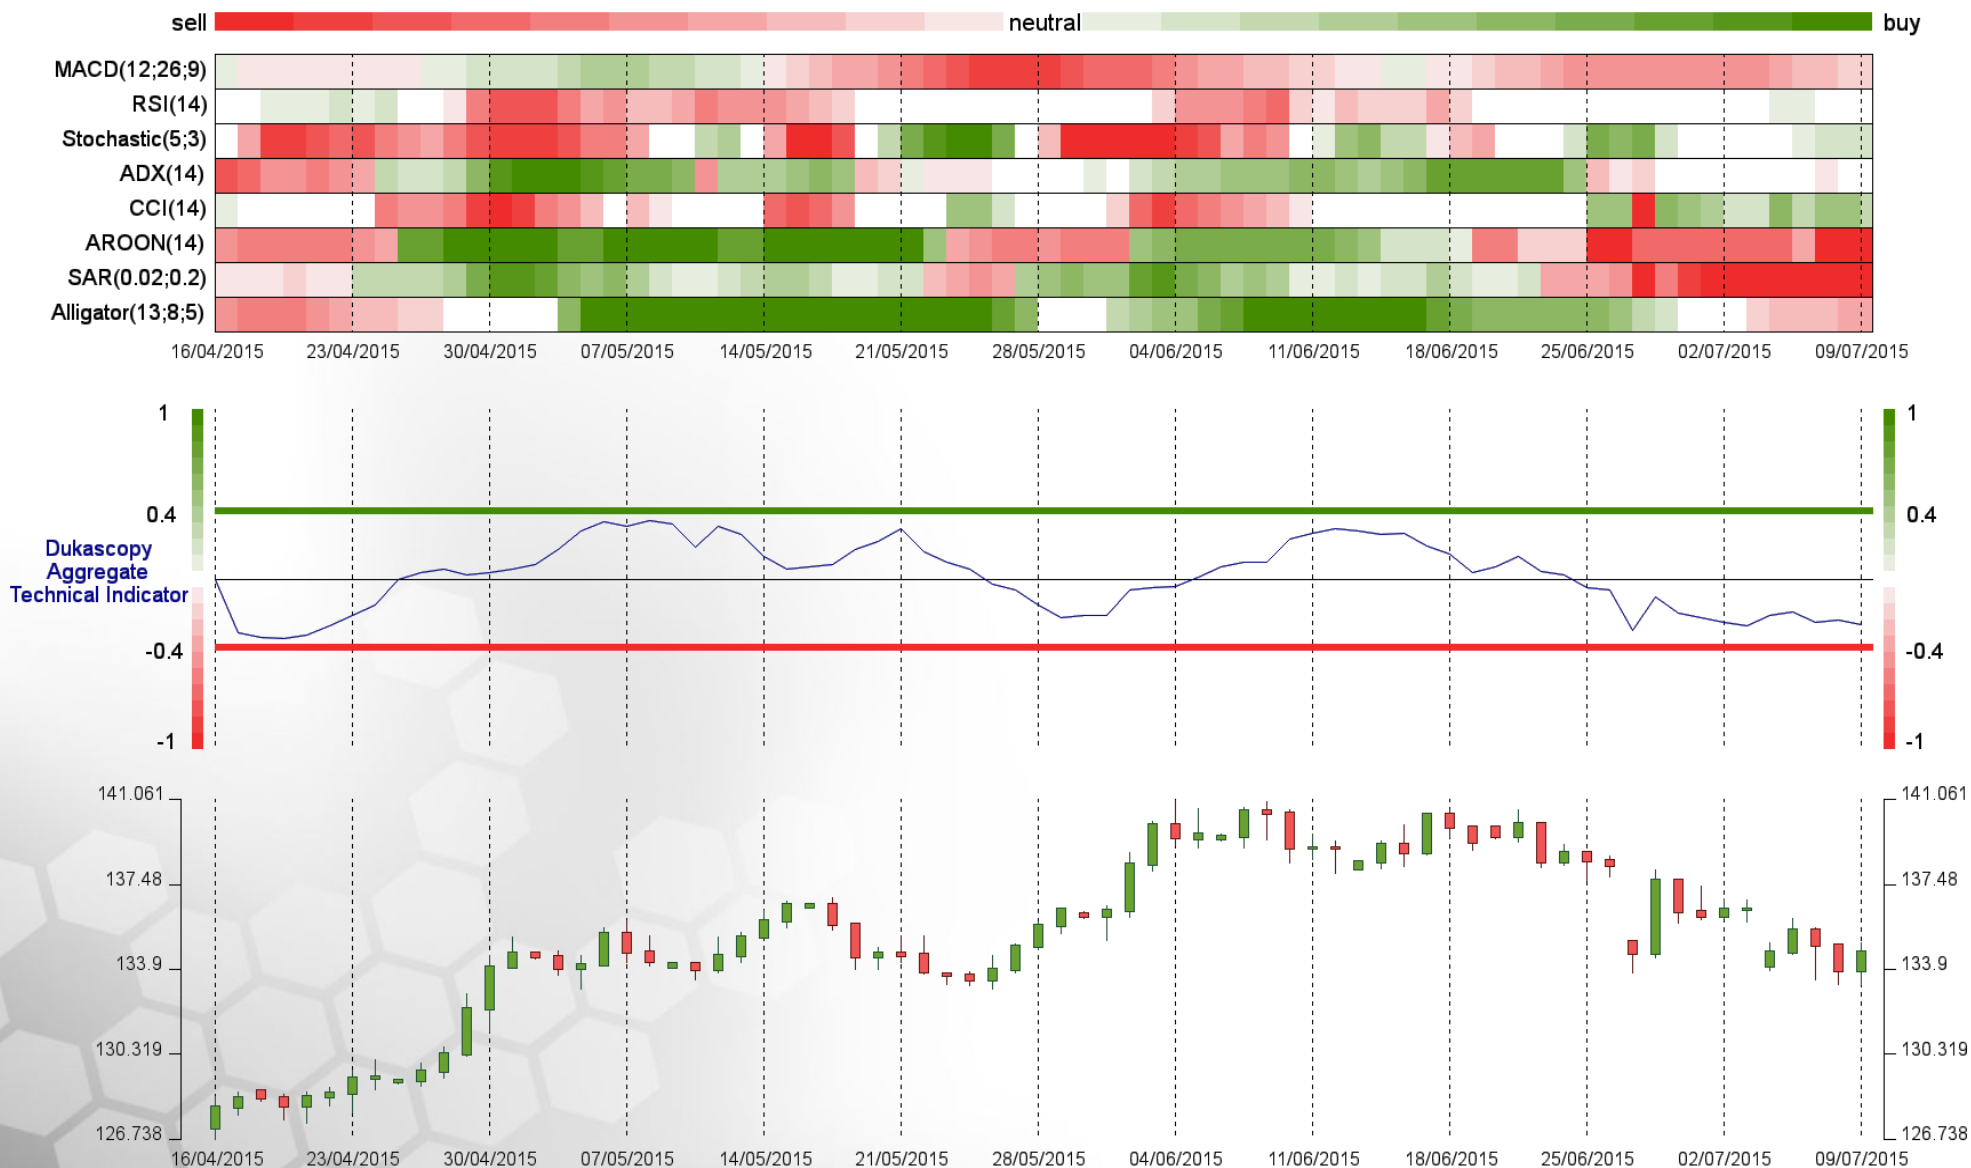 sell neutral buy
MACD(12;26;9)
RSI(14)
Stochastic(5;3)
ADX(14)
CCI(14)
AROON(14)
SAR(0.02;0.2)
Alligator(13;8;5)
16/04/2015 23/04/2015 30/04/2015 07/05/2015 14/05/2015 21/05/2015 28/05/2015 04/06/2015 11/06/2015 18/06/2015 25/06/2015 02/07/2015 09/07/2015
1 1
0.4 0.4
Dukascopy
Aggregate
Technical Indicator
-0.4 -0.4
-1 -1
141.061 141.061
137.48 137.48
133.9 133.9
130.319 130.319
126.738 126.738
16/04/2015 23/04/2015 30/04/2015 07/05/2015 14/05/2015 21/05/2015 28/05/2015 04/06/2015 11/06/2015 18/06/2015 25/06/2015 02/07/2015 09/07/2015